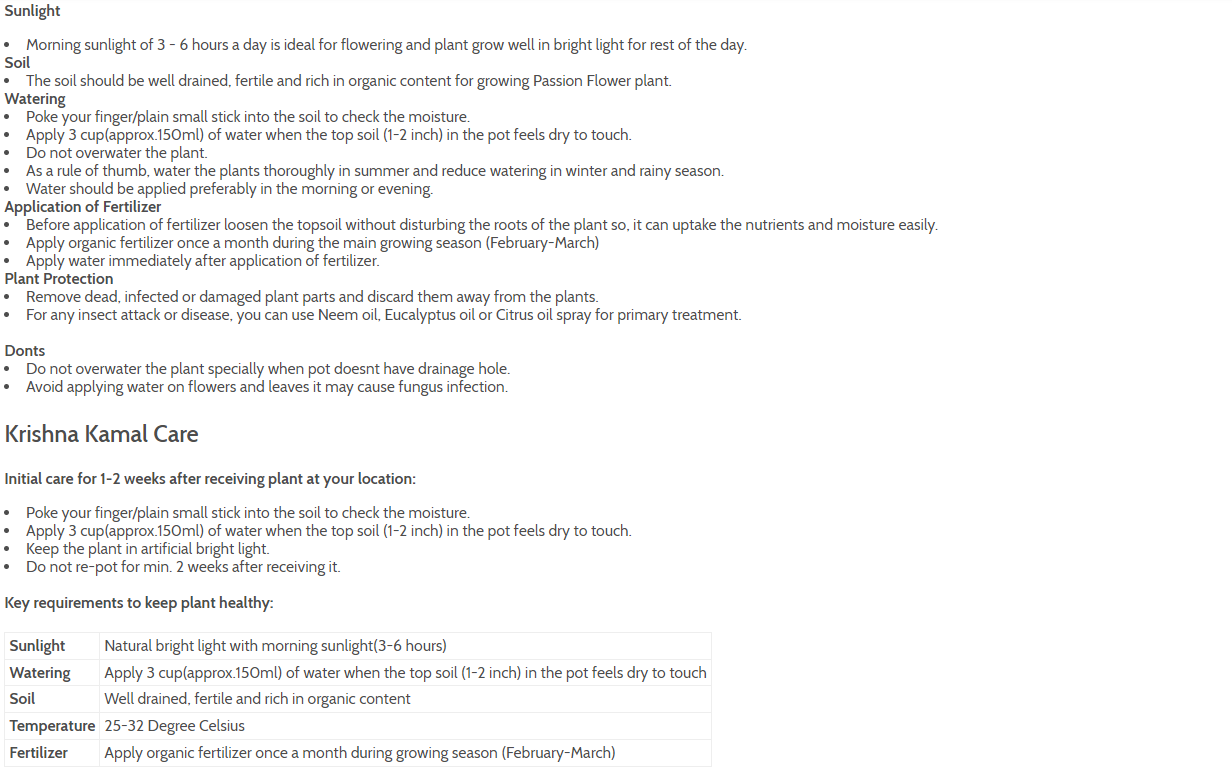 Sunlight
• Morning sunlight of 3 - 6 hours a day is ideal for flowering and plant grow well in bright light for rest of the day.
Soil
• The soil should be well drained, fertile and rich in organic content for growing Passion Flower plant.
Watering
• Poke your finger/plain small stick into the soil to check the moisture.
• Apply 3 cup(approx.150ml) of water when the top soil (1-2 inch) in the pot feels dry to touch.
• Do not overwater the plant.
• As a rule of thumb, water the plants thoroughly in summer and reduce watering in winter and rainy season.
• Water should be applied preferably in the morning or evening.
Application of Fertilizer
• Before application of fertilizer loosen the topsoil without disturbing the roots of the plant so, it can uptake the nutrients and moisture easily.
• Apply organic fertilizer once a month during the main growing season (February-March)
• Apply water immediately after application of fertilizer.
Plant Protection
• Remove dead, infected or damaged plant parts and discard them away from the plants.
• For any insect attack or disease, you can use Neem oil, Eucalyptus oil or Citrus oil spray for primary treatment.
Donts
• Do not overwater the plant specially when pot doesnt have drainage hole.
• Avoid applying water on flowers and leaves it may cause fungus infection.
Krishna Kamal Care
Initial care for 1-2 weeks after receiving plant at your location:
• Poke your finger/plain small stick into the soil to check the moisture.
• Apply 3 cup(approx.150ml) of water when the top soil (1-2 inch) in the pot feels dry to touch.
• Keep the plant in artificial bright light.
• Do not re-pot for min. 2 weeks after receiving it.
Key requirements to keep plant healthy:
Sunlight Natural bright light with morning sunlight(3-6 hours)
Watering Apply 3 cup(approx.150ml) of water when the top soil (1-2 inch) in the pot feels dry to touch
Soil Well drained, fertile and rich in organic content
Temperature 25-32 Degree Celsius
Fertilizer Apply organic fertilizer once a month during growing season (February-March)